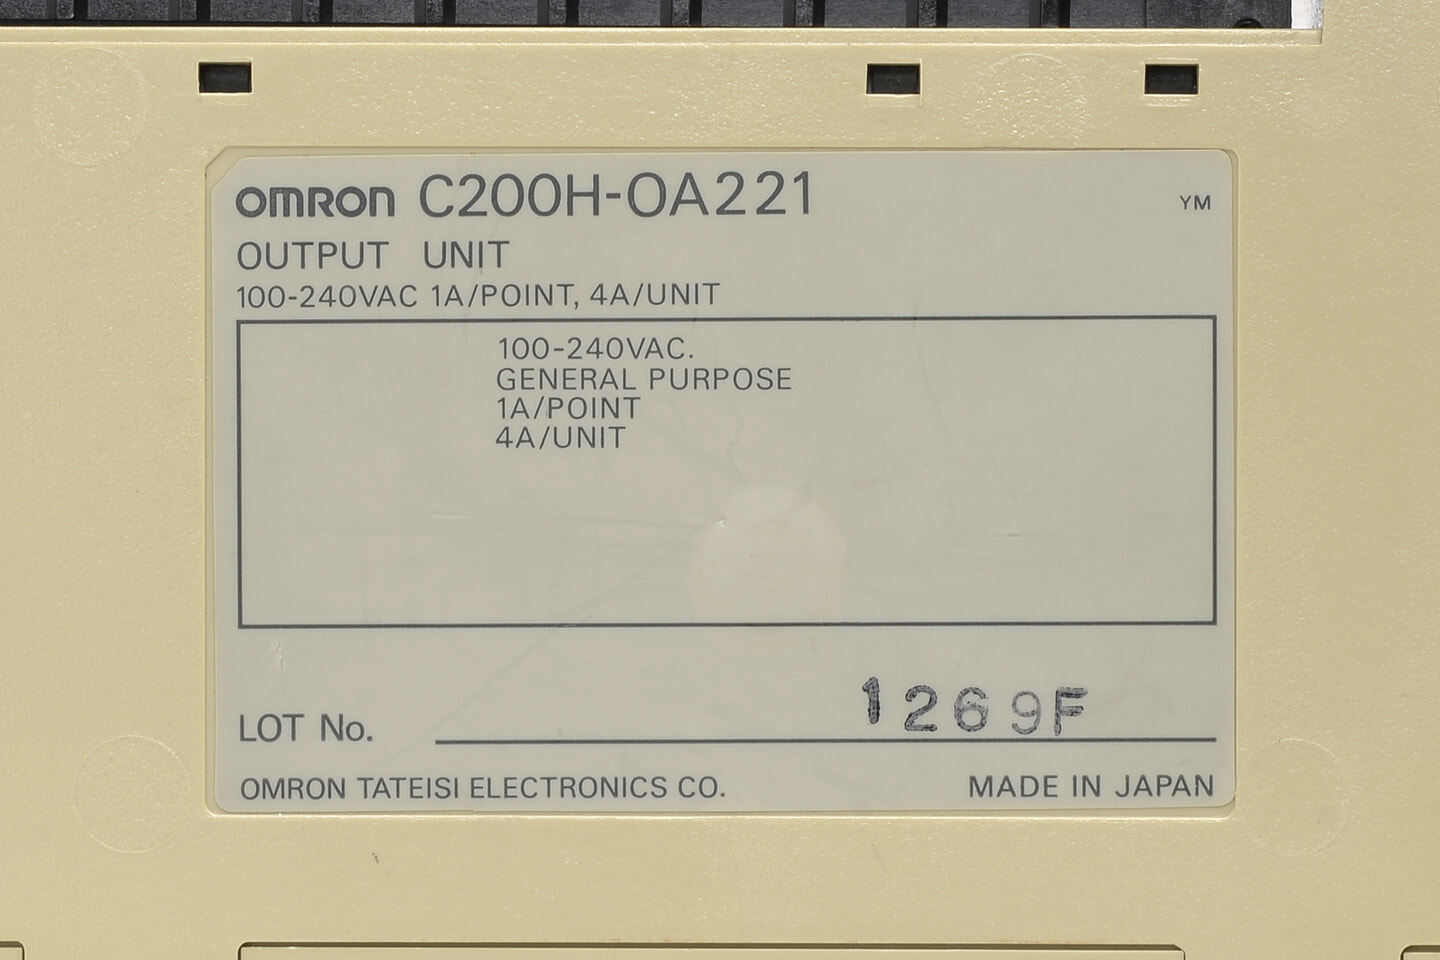 OMRON C200H-OA221
YM
OUTPUT UNIT
100-240VAC 1A/POINT, 4A/UNIT
100-240VAC.
GENERAL PURPOSE
1A/POINT
4A/UNIT
LOT No. 1269F
OMRON TATEISI ELECTRONICS CO. MADE IN JAPAN